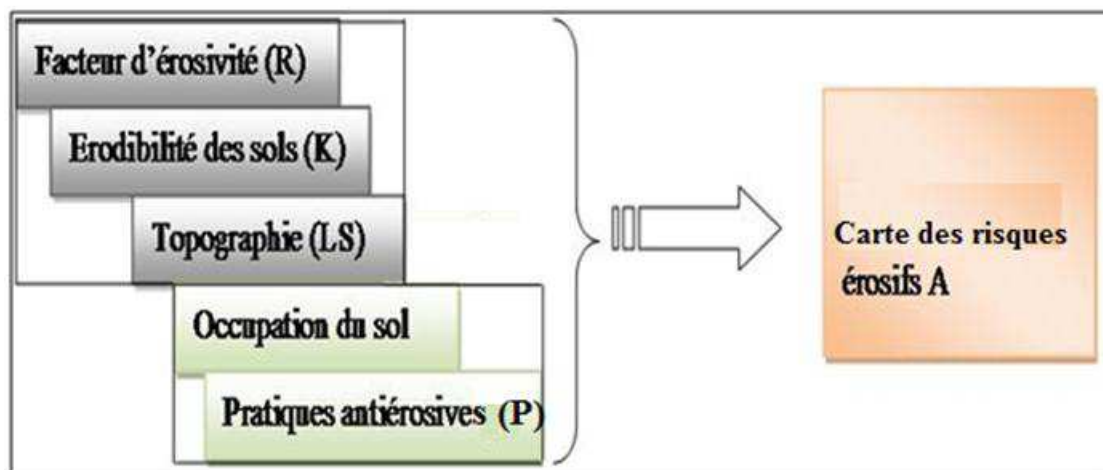 Facteur d'érosivité (R)
Erodibilité des sols (K)
Topographie (LS)
Occupation du sol
Pratiques antiérosives (P)
Carte des risques
érosifs A